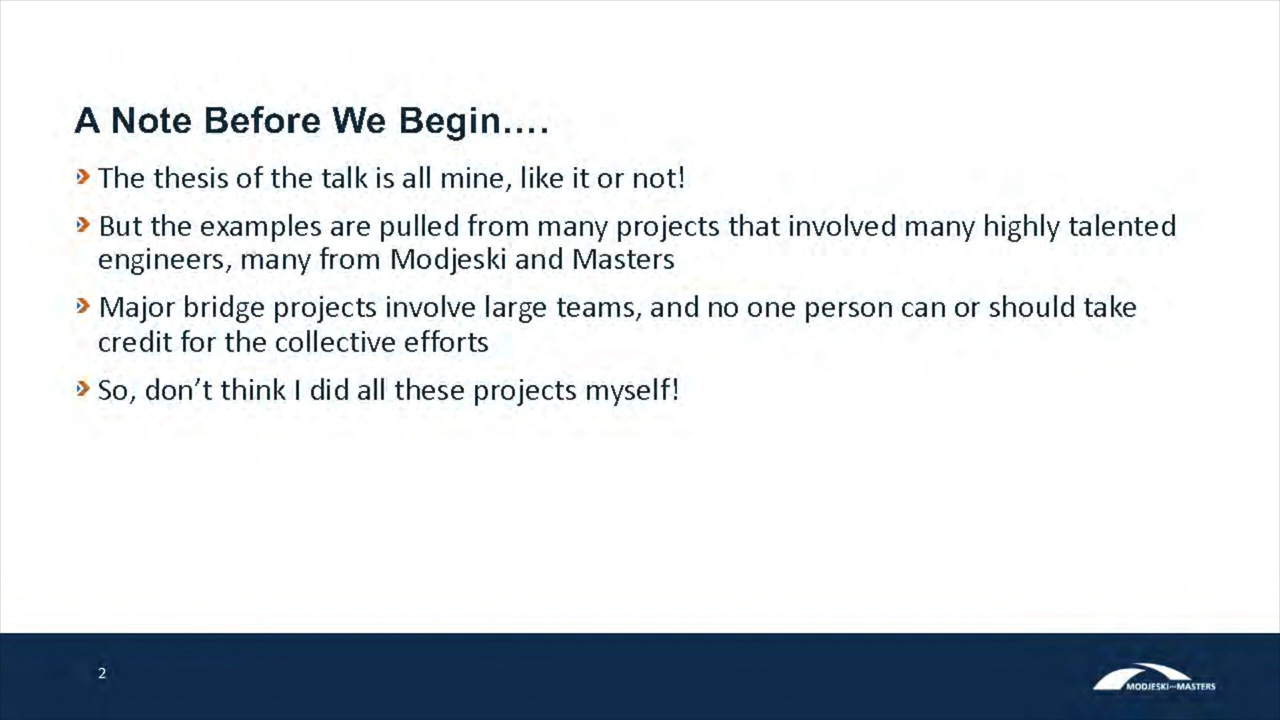 A Note Before We Begin....
The thesis of the talk is all mine, like it or not!
But the examples are pulled from many projects that involved many highly talented
engineers, many from Modjeski and Masters
Major bridge projects involve large teams, and no one person can or should take
credit for the collective efforts
So, don’t think I did all these projects myself!
2
MODJESKI and MASTERS